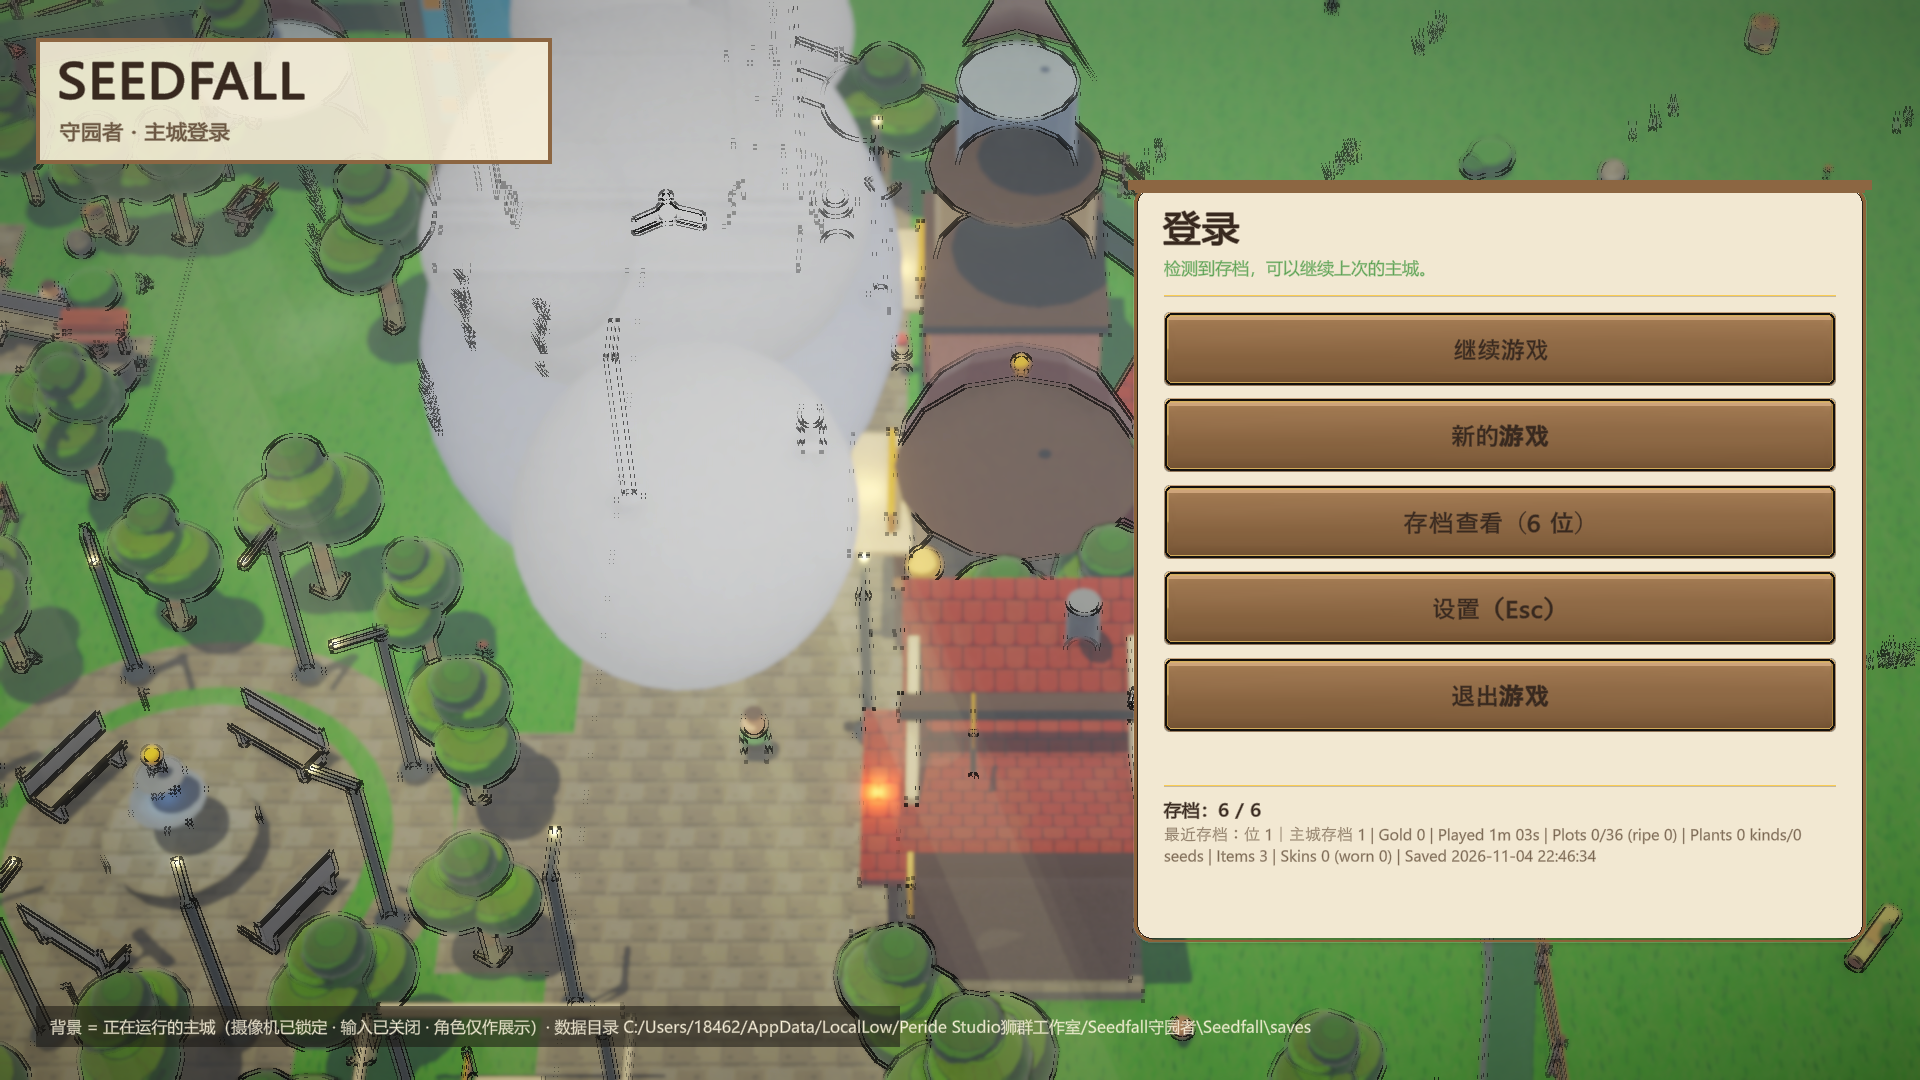 SEEDFALL
守园者 · 主城登录
登录
检测到存档，可以继续上次的主城。
继续游戏
新的游戏
存档查看（6 位）
设置（Esc）
退出游戏
存档：6 / 6
最近存档：位 1｜主城存档 1 | Gold 0 | Played 1m 03s | Plots 0/36 (ripe 0) | Plants 0 kinds/0
seeds | Items 3 | Skins 0 (worn 0) | Saved 2026-11-04 22:46:34
背景 = 正在运行的主城（摄像机已锁定 · 输入已关闭 · 角色仅作展示）· 数据目录 C:/Users/18462/AppData/LocalLow/Peride Studio狮群工作室/Seedfall守园者\Seedfall\saves